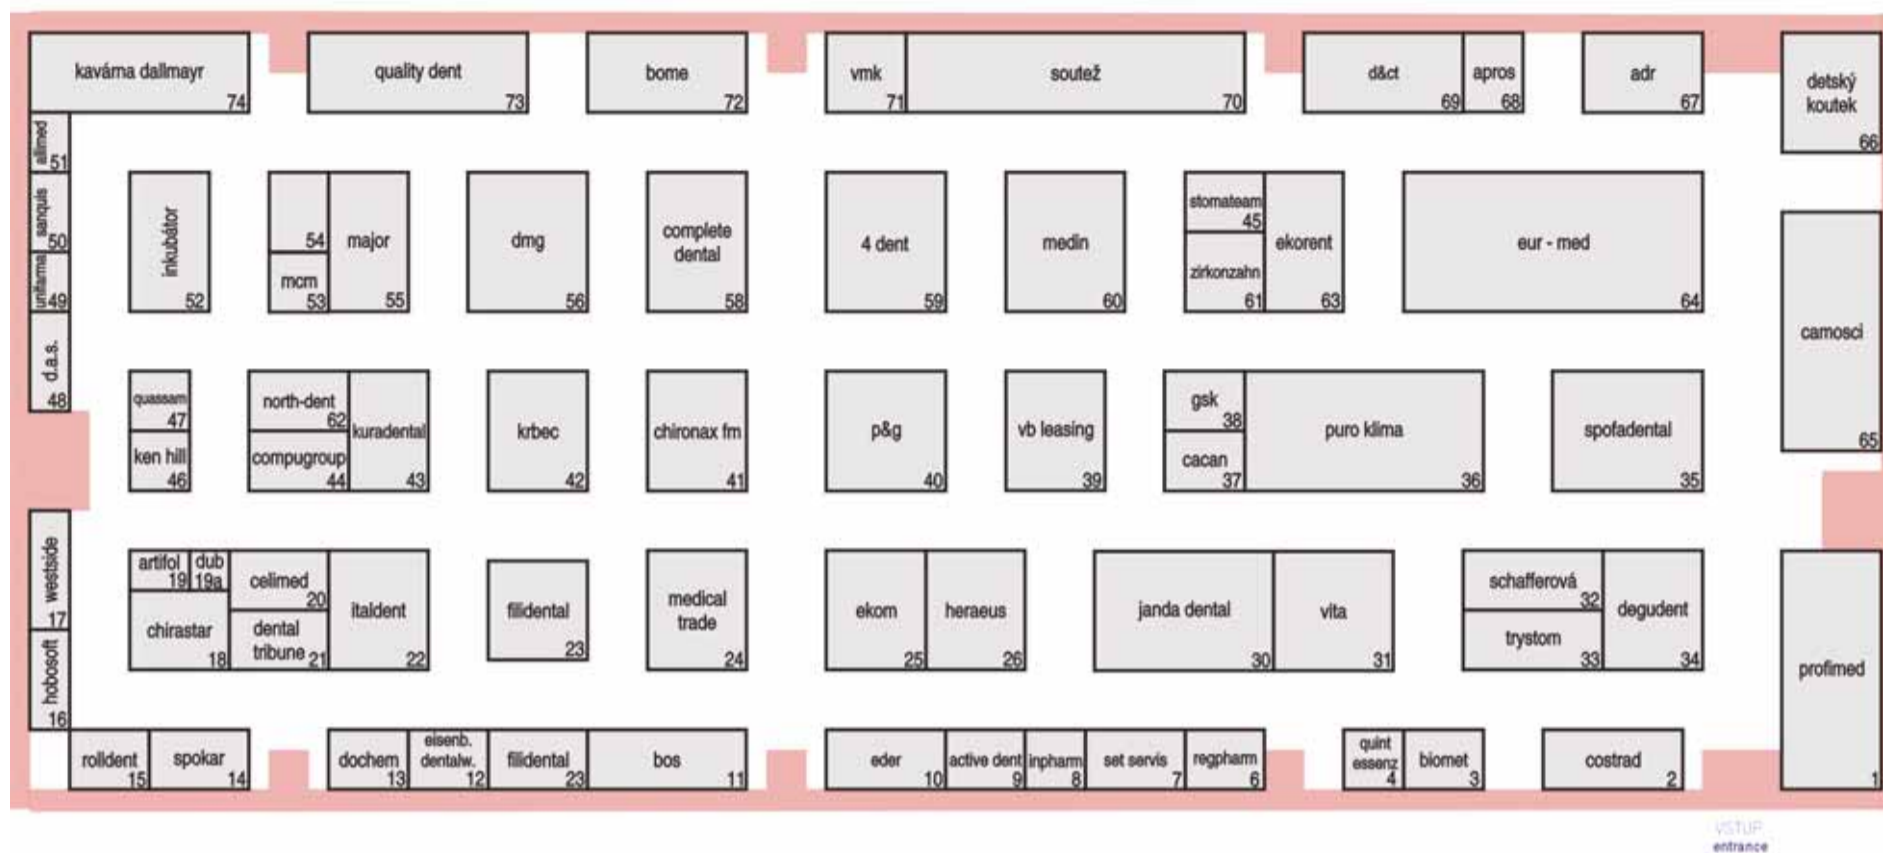 kavárna dallmayr
74
quality dent
73
bome
72
vmk
71
soutež
70
d&ct
69
apros
68
adr
67
detský
koutek
66
allimed
51
sanquis
50
unifarma
49
d.a.s.
48
inkubátor
52
54
mcm
53
major
55
dmg
56
complete
dental
58
4 dent
59
medin
60
stomateam
45
zirkonzahn
61
ekorent
63
eur - med
64
camosci
65
quassam
47
ken hill
46
north-dent
62
compugroup
44
kuradental
43
krbec
42
chironax fm
41
p&g
40
vb leasing
39
gsk
38
cacan
37
puro klima
36
spofadental
35
westside
17
hobosoft
16
artifol
19
dub
19a
chirastar
18
celimed
20
dental
tribune
21
italdent
22
filidental
23
medical
trade
24
ekom
25
heraeus
26
janda dental
30
vita
31
schafferová
32
trystom
33
degudent
34
profimed
1
rolldent
15
spokar
14
dochem
13
eisenb.
dentalw.
12
filidental
23
bos
11
eder
10
active dent
9
inpharm
8
set servis
7
regpharm
6
quint
essenz
4
biomet
3
costrad
2
VSTUP
entrance